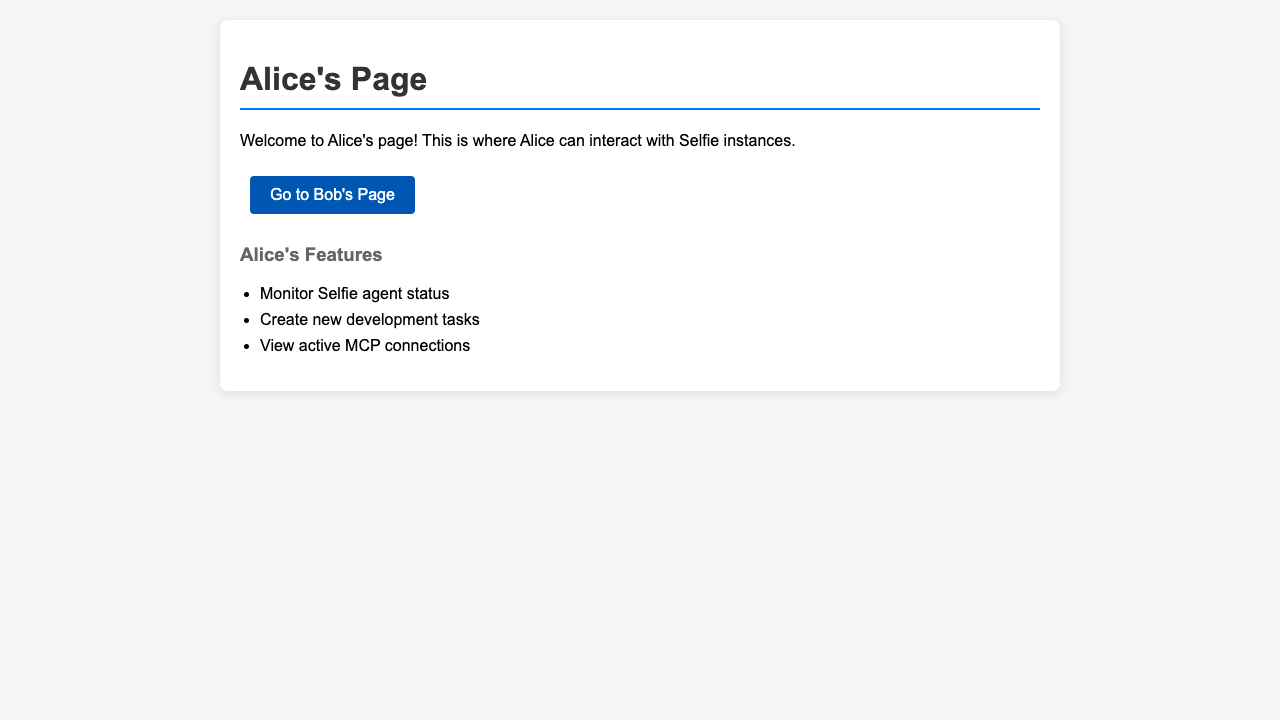 Alice's Page
Welcome to Alice's page! This is where Alice can interact with Selfie instances.
Go to Bob's Page
Alice's Features
Monitor Selfie agent status
Create new development tasks
View active MCP connections